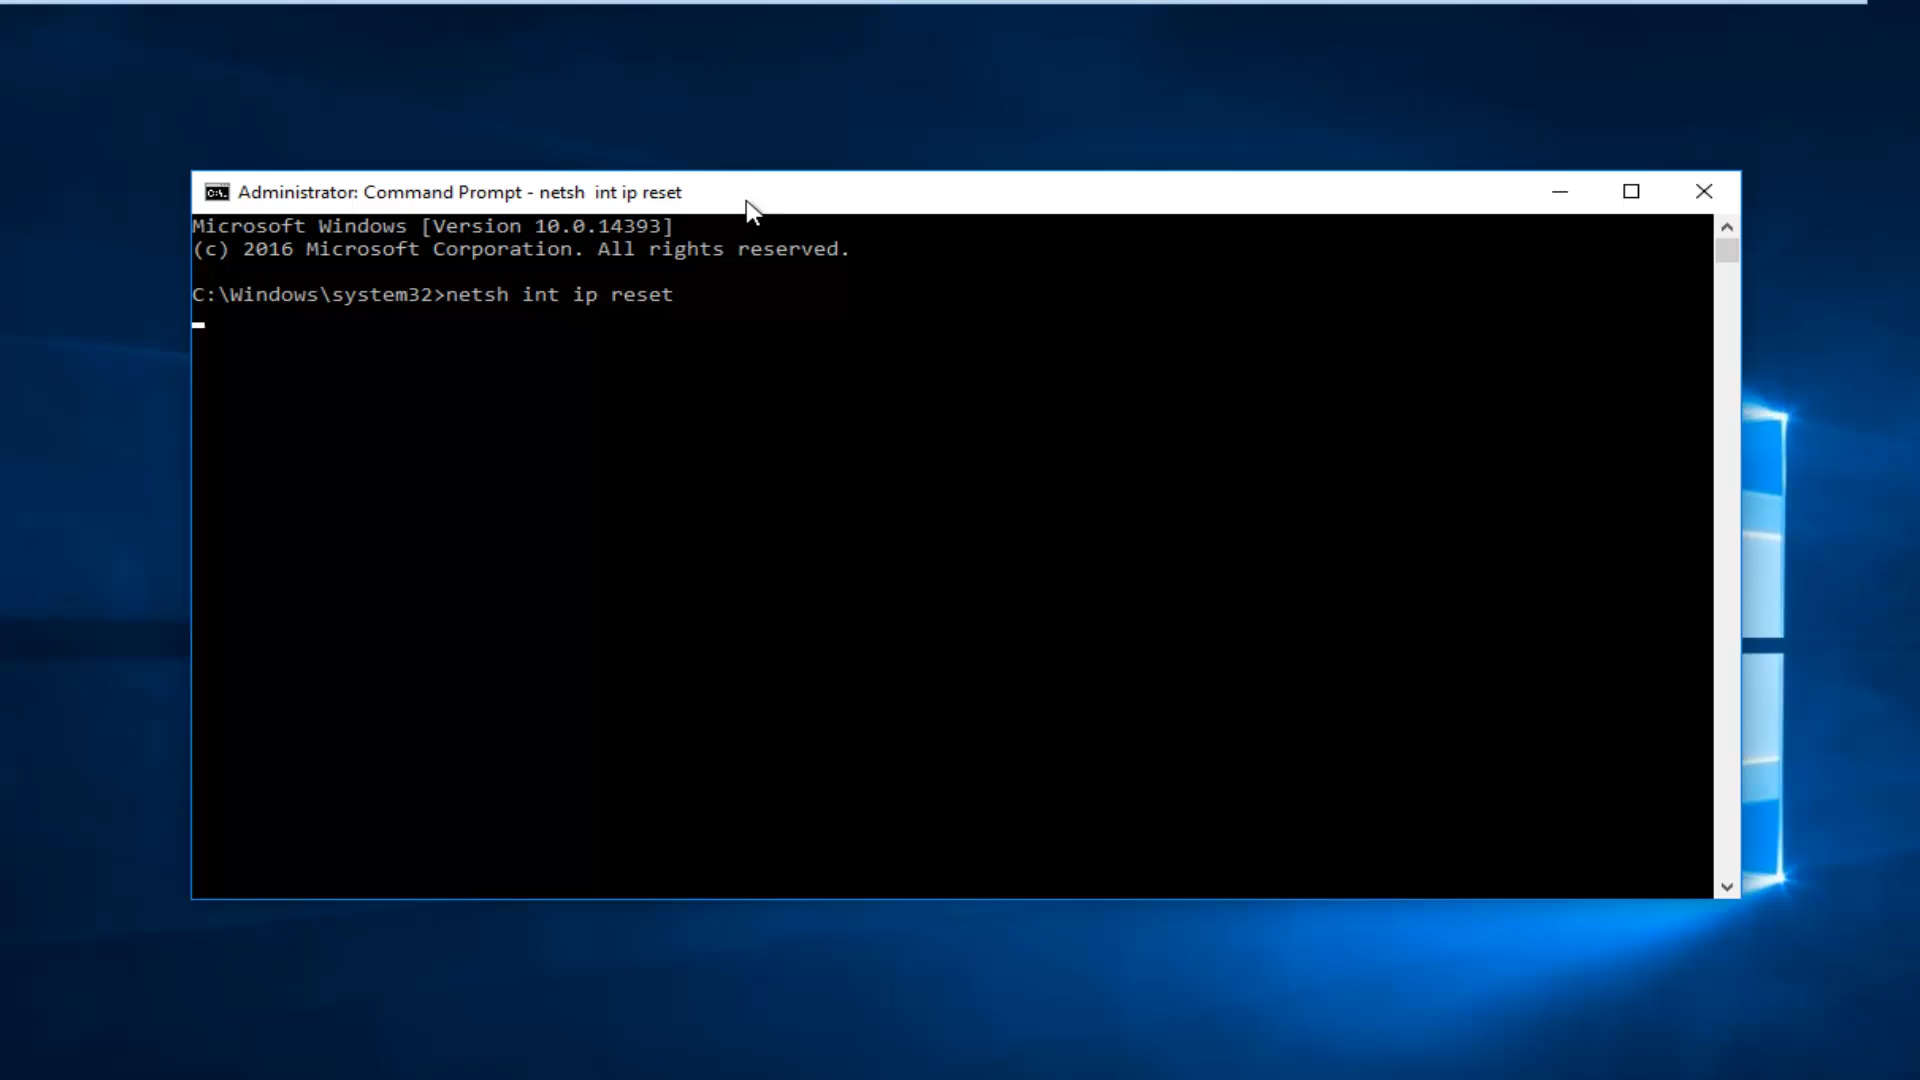 Administrator: Command Prompt - netsh  int ip reset
Microsoft Windows [Version 10.0.14393]
(c) 2016 Microsoft Corporation. All rights reserved.
C:\Windows\system32>netsh int ip reset